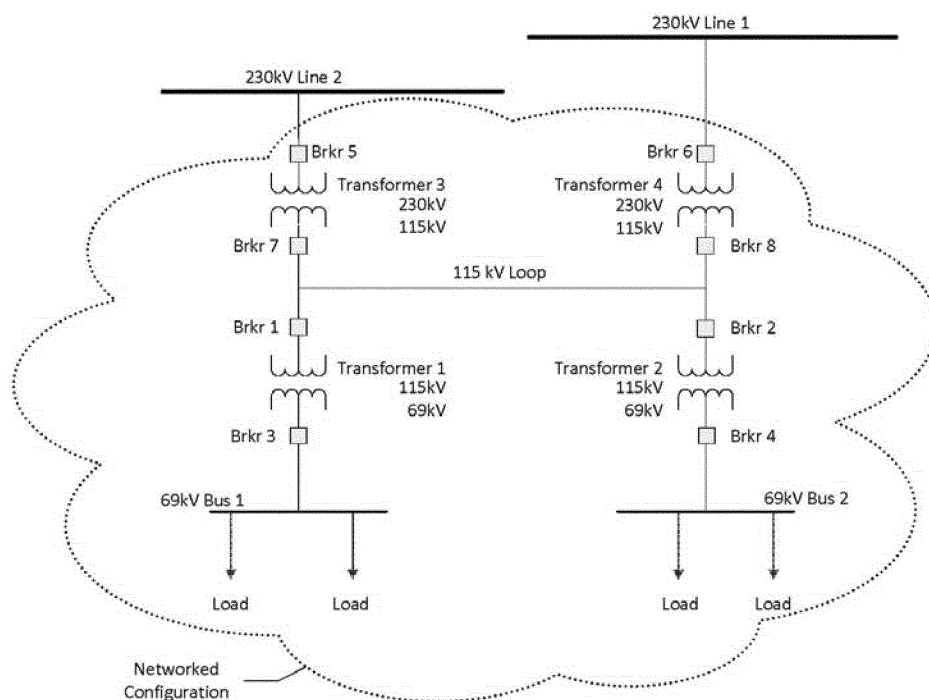 230kV Line 1
230kV Line 2
Brkr 5
Brkr 6
Transformer 3
230kV
115kV
Transformer 4
230kV
115kV
Brkr 7
Brkr 8
115 kV Loop
Brkr 1
Brkr 2
Transformer 1
115kV
69kV
Transformer 2
115kV
69kV
Brkr 3
Brkr 4
69kV Bus 1
69kV Bus 2
Load
Load
Load
Load
Networked
Configuration